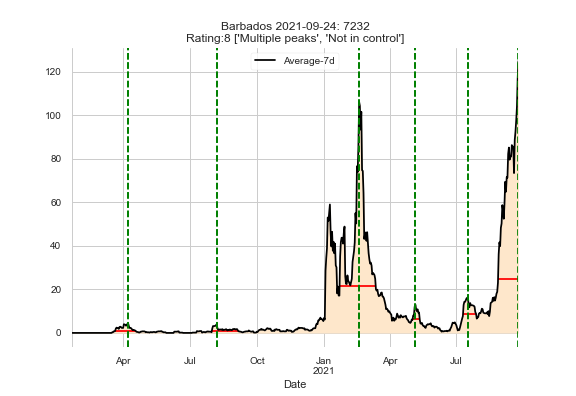 Barbados 2021-09-24: 7232
Rating:8 ['Multiple peaks', 'Not in control']
Average-7d
120
100
80
60
40
20
0
Apr Jul Oct Jan Apr Jul
2021
Date